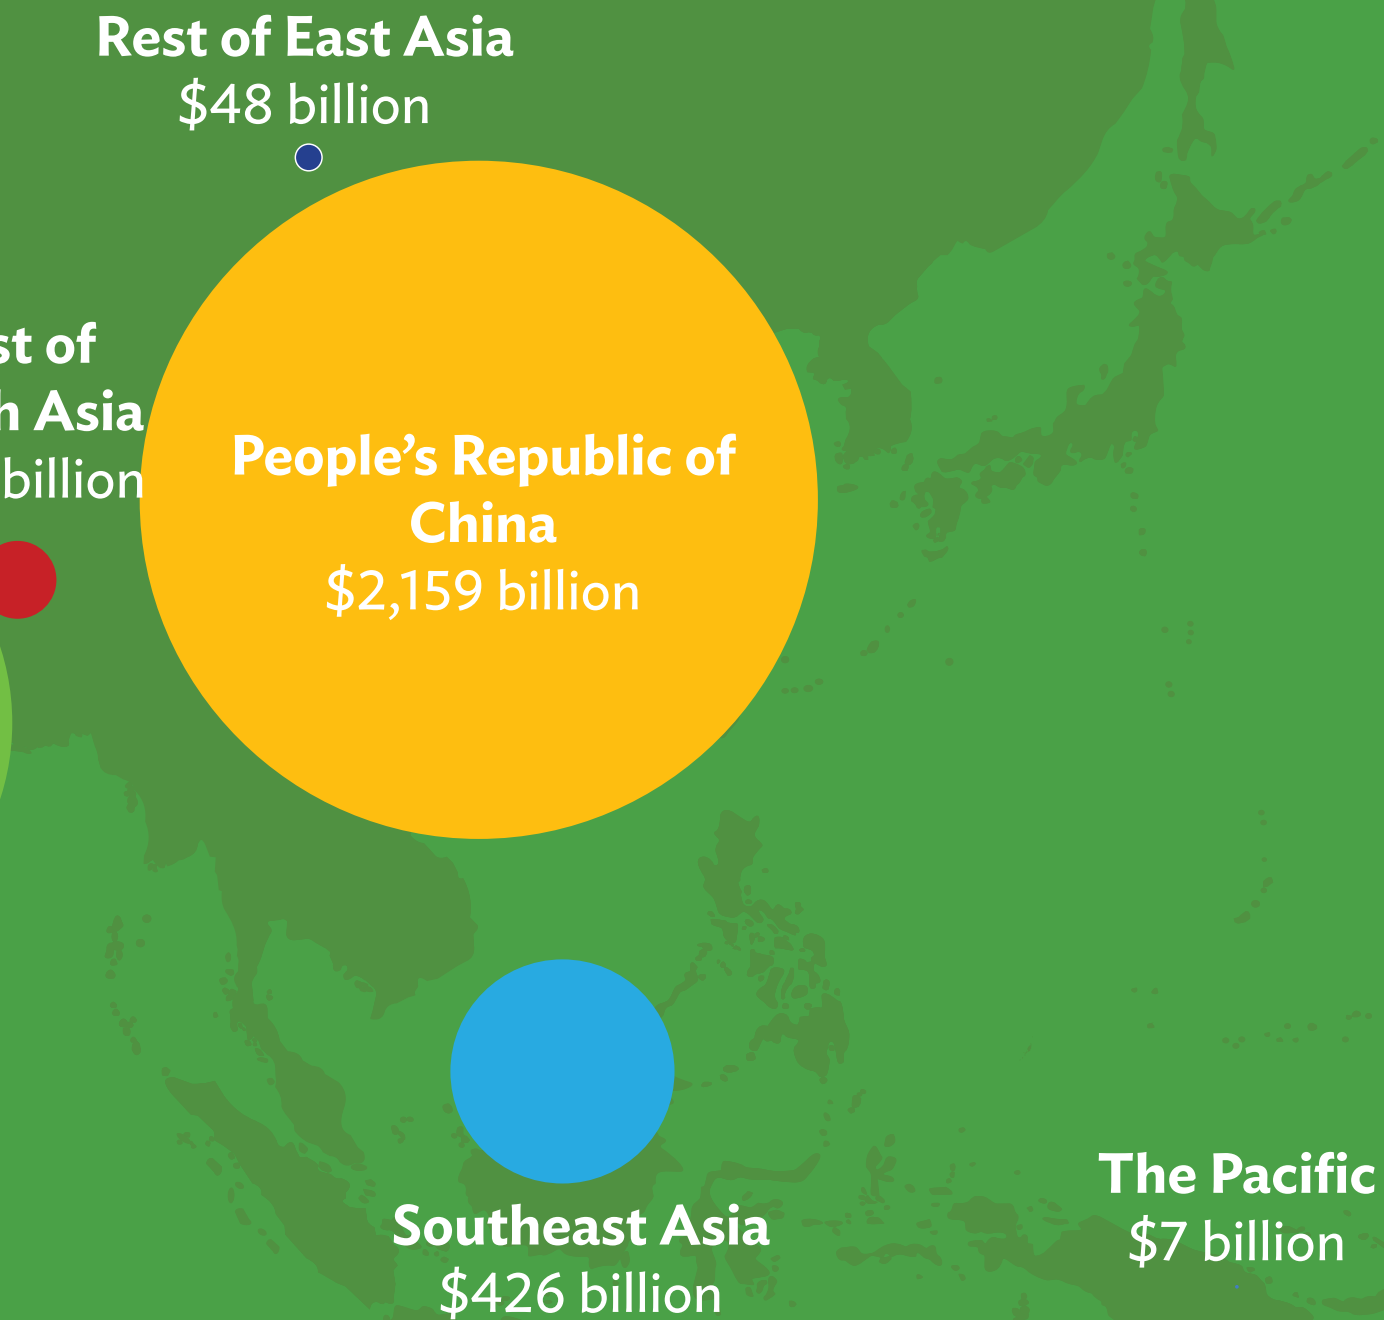 Rest of East Asia
$48 billion
st of
h Asia
billion
People’s Republic of
China
$2,159 billion
Southeast Asia
$426 billion
The Pacific
$7 billion